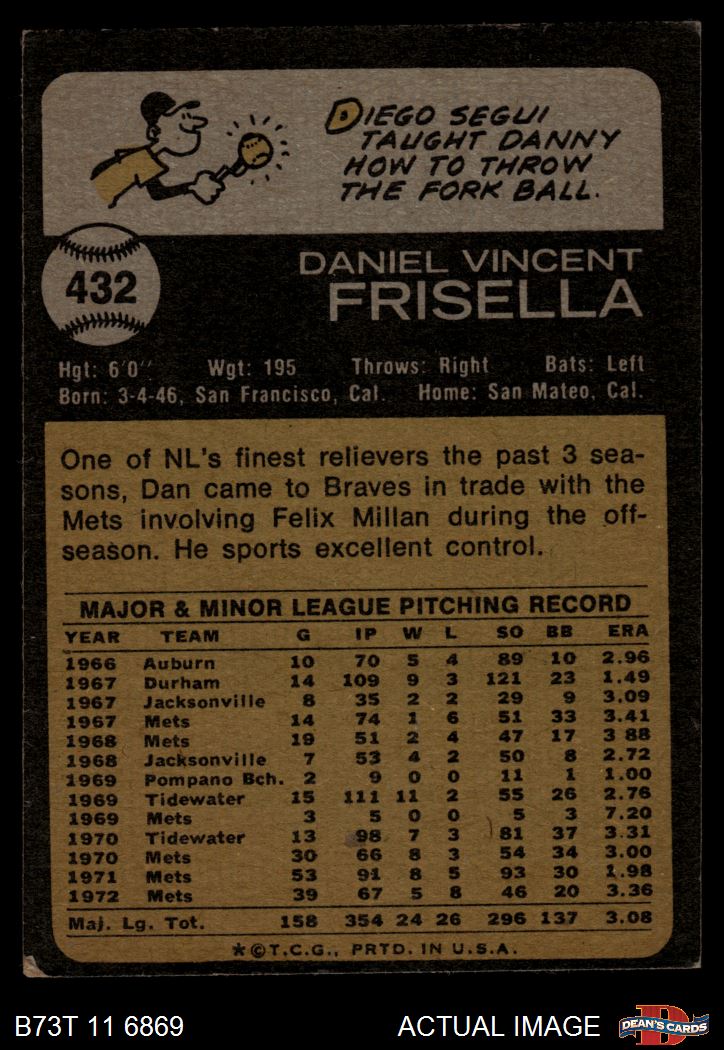 DIEGO SEGUI
TAUGHT DANNY
HOW TO THROW
THE FORK BALL.
432
DANIEL VINCENT
FRISELLA
Hgt: 6'0" Wgt: 195 Throws: Right Bats: Left
Born: 3-4-46, San Francisco, Cal. Home: San Mateo, Cal.
One of NL's finest relievers the past 3 sea-
sons, Dan came to Braves in trade with the
Mets involving Felix Millan during the off-
season. He sports excellent control.
MAJOR & MINOR LEAGUE PITCHING RECORD
YEAR TEAM G IP W L SO BB ERA
1966 Auburn 10 70 5 4 89 10 2.96
1967 Durham 14 109 9 3 121 23 1.49
1967 Jacksonville 8 35 2 2 29 9 3.09
1967 Mets 14 74 1 6 51 33 3.41
1968 Mets 19 51 2 4 47 17 3 88
1968 Jacksonville 7 53 4 2 50 8 2.72
1969 Pompano Bch. 2 9 0 0 11 1 1.00
1969 Tidewater 15 111 11 2 55 26 2.76
1969 Mets 3 5 0 0 5 3 7.20
1970 Tidewater 13 98 7 3 81 37 3.31
1970 Mets 30 66 8 3 54 34 3.00
1971 Mets 53 91 8 5 93 30 1.98
1972 Mets 39 67 5 8 46 20 3.36
Maj. Lg. Tot. 158 354 24 26 296 137 3.08
*©T.C.G., PRTD. IN U.S.A.
B73T 11 6869 ACTUAL IMAGE DEAN'S CARDS